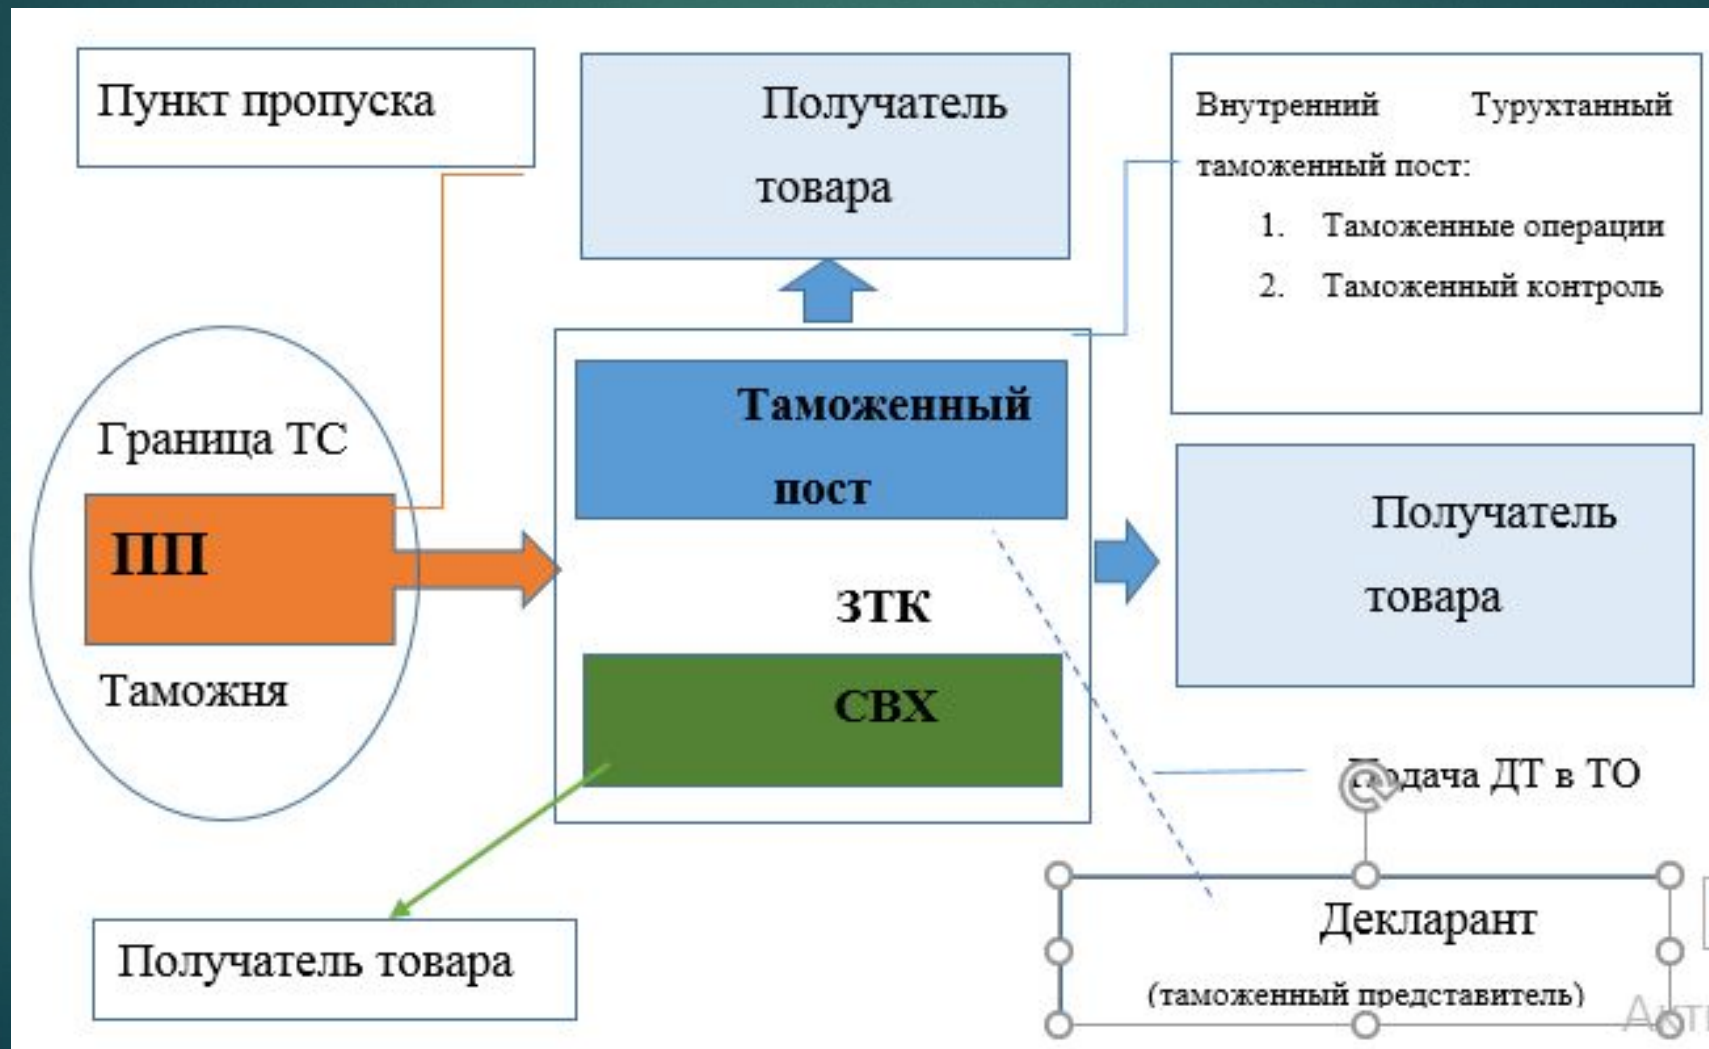 Пункт пропуска
Получатель
товара
Внутренний Турухтанный
таможенный пост:
1. Таможенные операции
2. Таможенный контроль
Граница ТС
ПП
Таможня
Таможенный
пост
ЗТК
СВХ
Получатель
товара
Подача ДТ в ТО
Получатель товара
Декларант
(таможенный представитель)